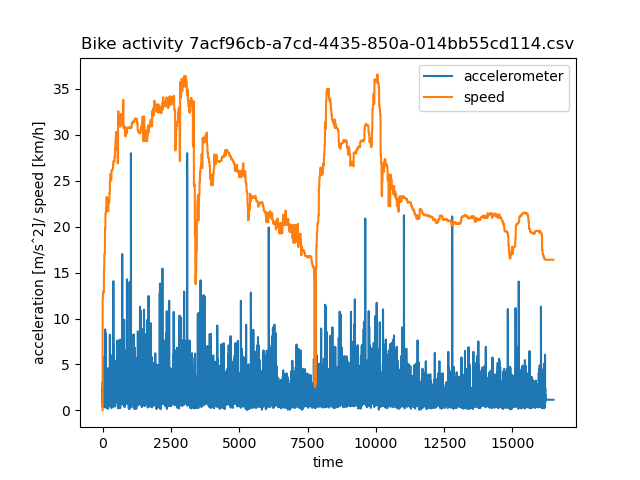 Bike activity 7acf96cb-a7cd-4435-850a-014bb55cd114.csv
accelerometer
speed
acceleration [m/s^2]/ speed [km/h]
35
30
25
20
15
10
5
0
0 2500 5000 7500 10000 12500 15000
time